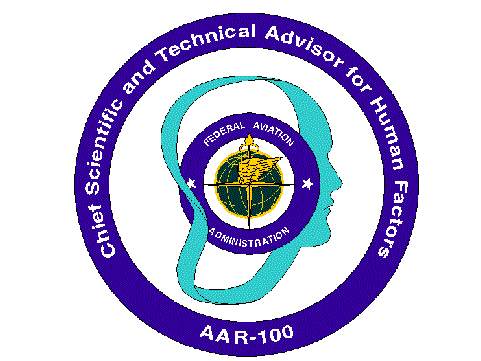 Chief Scientific and Technical Advisor for Human Factors
FEDERAL AVIATION
ADMINISTRATION
AAR-100